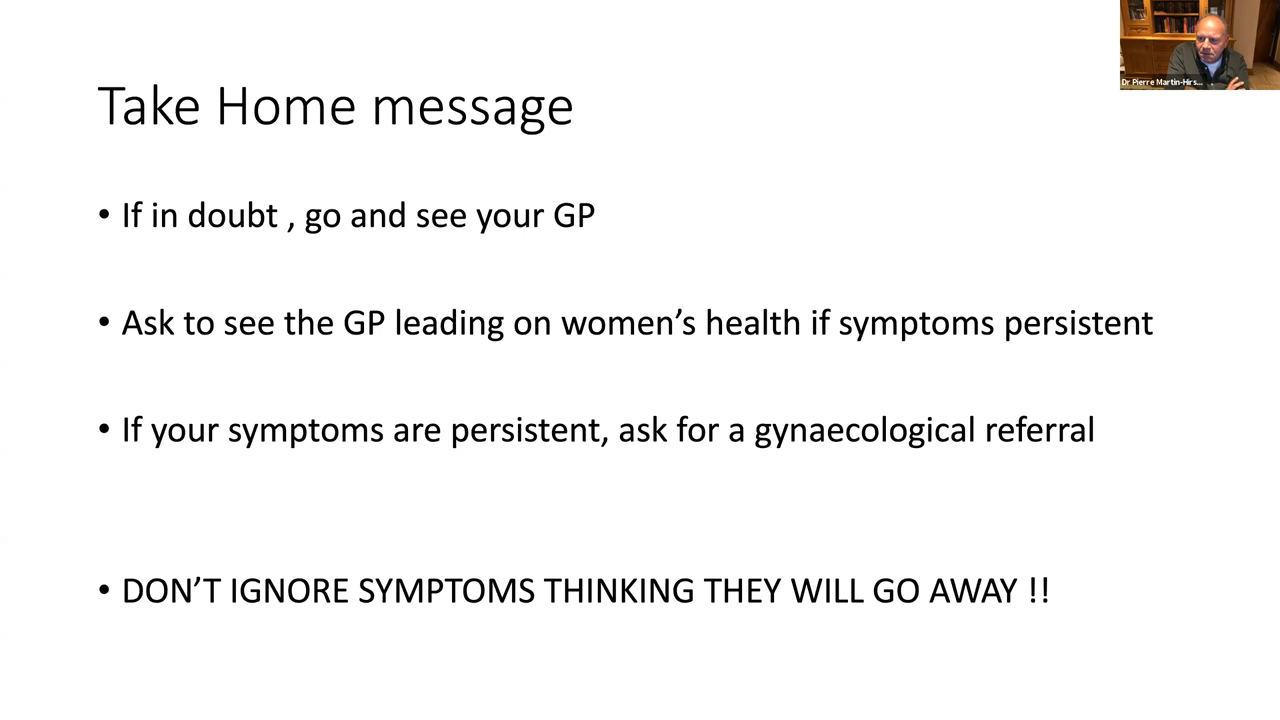 Dr Pierre Martin-Hirs...
Take Home message
• If in doubt , go and see your GP
• Ask to see the GP leading on women’s health if symptoms persistent
• If your symptoms are persistent, ask for a gynaecological referral
• DON’T IGNORE SYMPTOMS THINKING THEY WILL GO AWAY !!